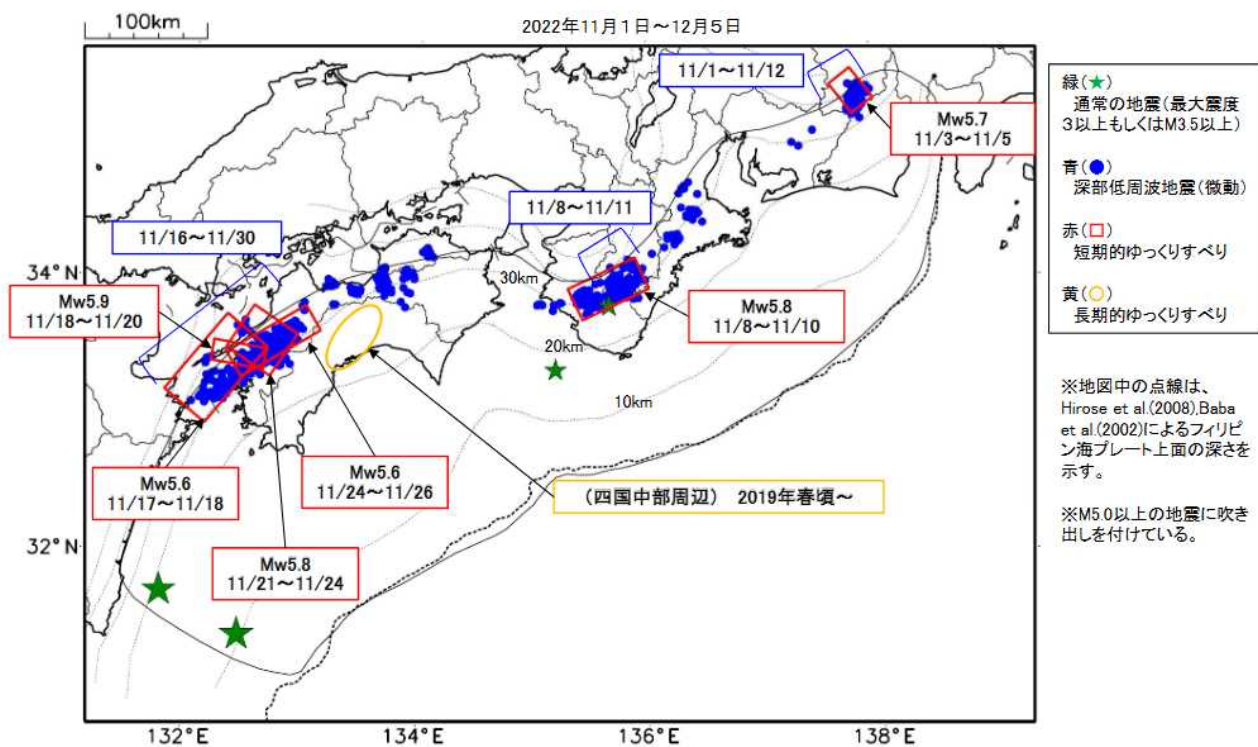 100km
2022年11月1日～12月5日
11/1～11/12
Mw5.7
11/3～11/5
11/8～11/11
11/16～11/30
34°N
30km
Mw5.9
11/18～11/20
Mw5.8
11/8～11/10
20km
10km
Mw5.6
11/17～11/18
Mw5.6
11/24～11/26
(四国中部周辺) 2019年春頃～
32°N
Mw5.8
11/21～11/24
132°E
134°E
136°E
138°E
緑(★)
通常の地震(最大震度
3以上もしくはM3.5以上)
青(●)
深部低周波地震(微動)
赤(□)
短期的ゆっくりすべり
黄(○)
長期的ゆっくりすべり
※地図中の点線は、
Hirose et al.(2008),Baba
et al.(2002)によるフィリピ
ン海プレート上面の深さを
示す。
※M5.0以上の地震に吹き
出しを付けている。